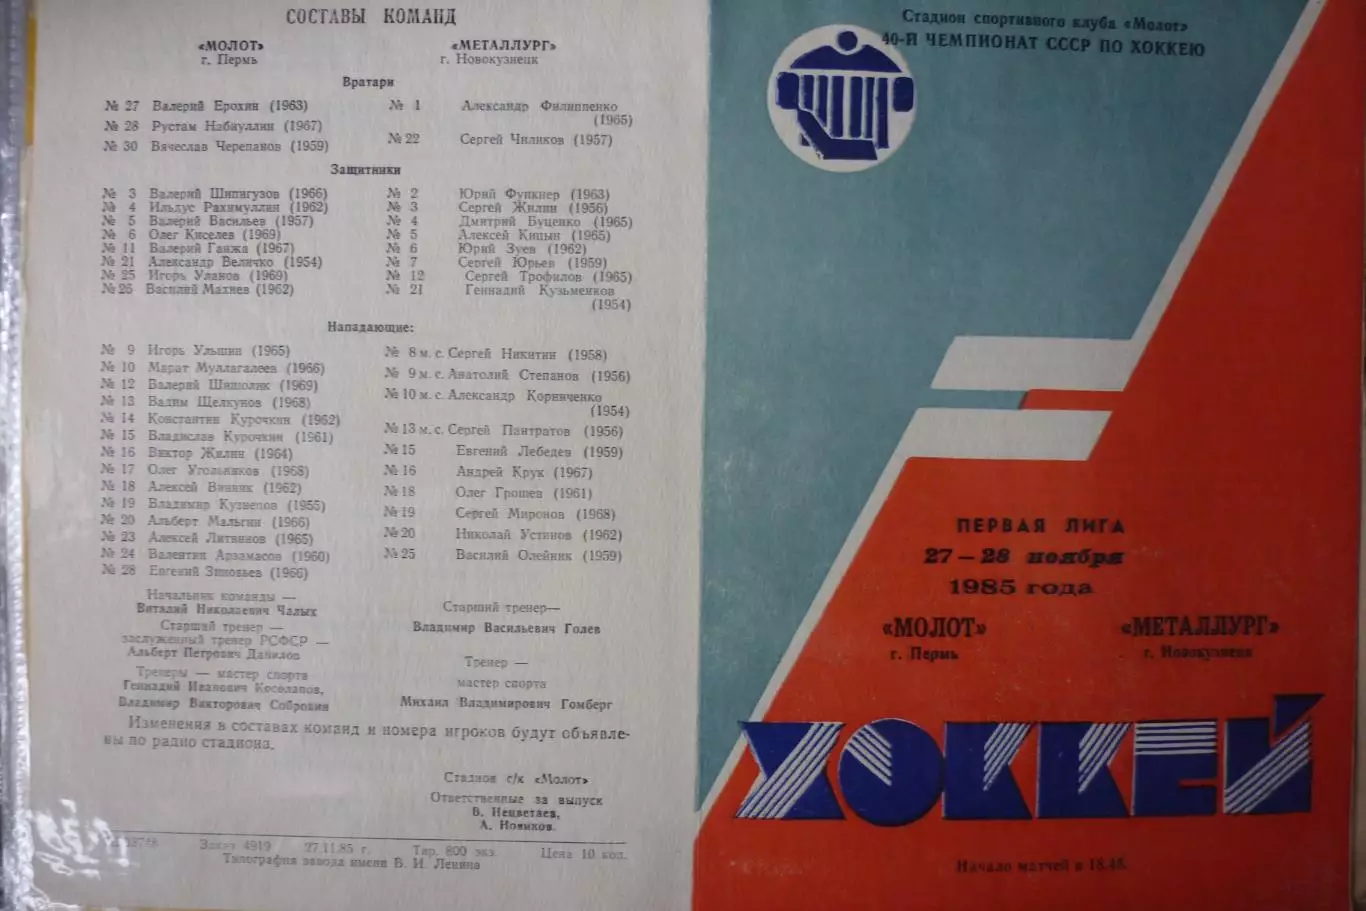 СОСТАВЫ КОМАНД
«МОЛОТ»
г. Пермь
«МЕТАЛЛУРГ»
г. Новокузнецк
Вратари
№ 27 Валерий Ерохин (1963)
№ 28 Рустам Набиуллин (1967)
№ 30 Вячеслав Черепанов (1959)
№ 1 Александр Филиппенко
(1965)
№ 22 Сергей Чиликов (1957)
Защитники
№ 3 Валерий Шипигузов (1966)
№ 4 Ильдус Рахимуллин (1962)
№ 5 Валерий Васильев (1957)
№ 6 Олег Киселев (1969)
№ 11 Валерий Ганжа (1967)
№ 21 Александр Величко (1954)
№ 25 Игорь Уланов (1969)
№ 26 Василий Махнев (1962)
№ 2 Юрий Функнер (1963)
№ 3 Сергей Жилин (1956)
№ 4 Дмитрий Буценко (1965)
№ 5 Алексей Кицын (1965)
№ 6 Юрий Зуев (1962)
№ 7 Сергей Юрьев (1959)
№ 12 Сергей Трофилов (1965)
№ 21 Геннадий Кузьменков
(1954)
Нападающие:
№ 9 Игорь Улыпин (1965)
№ 10 Марат Муллагалеев (1966)
№ 12 Валерий Шишолик (1969)
№ 13 Вадим Щелкунов (1968)
№ 14 Константин Курочкин (1962)
№ 15 Владислав Курочкин (1961)
№ 16 Виктор Жилин (1964)
№ 17 Олег Угольников (1968)
№ 18 Алексей Винник (1962)
№ 19 Владимир Кузнецов (1955)
№ 20 Альберт Мальгин (1966)
№ 23 Алексей Литвинов (1965)
№ 24 Валентин Арзамасов (1960)
№ 28 Евгений Зиновьев (1966)
№ 8 м. с. Сергей Никитин (1958)
№ 9 м. с. Анатолий Степанов (1956)
№ 10 м. с. Александр Корниченко
(1954)
№ 13 м. с. Сергей Пантратов (1956)
№ 15 Евгений Лебедев (1959)
№ 16 Андрей Крук (1967)
№ 18 Олег Грошев (1961)
№ 19 Сергей Миронов (1968)
№ 20 Николай Устинов (1962)
№ 25 Василий Олейник (1959)
Начальник команды —
Виталий Николаевич Чалых
Старший тренер —
заслуженный тренер РСФСР —
Альберт Петрович Данилов
Тренеры — мастер спорта
Геннадий Иванович Косолапов,
Владимир Викторович Собровин
Старший тренер—
Владимир Васильевич Голев
Тренер —
мастер спорта
Михаил Владимирович Гомберг
Изменения в составах команд и номера игроков будут объявле-
ны по радио стадиона.
Стадион с/к «Молот»
Ответственные за выпуск
В. Нецветаев,
А. Новиков.
Заказ 4919 27.11.85 г. Тир. 800 экз. Цена 10 коп.
Типография завода имени В. И. Ленина
Стадион спортивного клуба «Молот»
40-Й ЧЕМПИОНАТ СССР ПО ХОККЕЮ
ПЕРВАЯ ЛИГА
27—28 ноября
1985 года
«МОЛОТ»
г. Пермь
«МЕТАЛЛУРГ»
г. Новокузнецк
ХОККЕЙ
Начало матчей в 18.45.